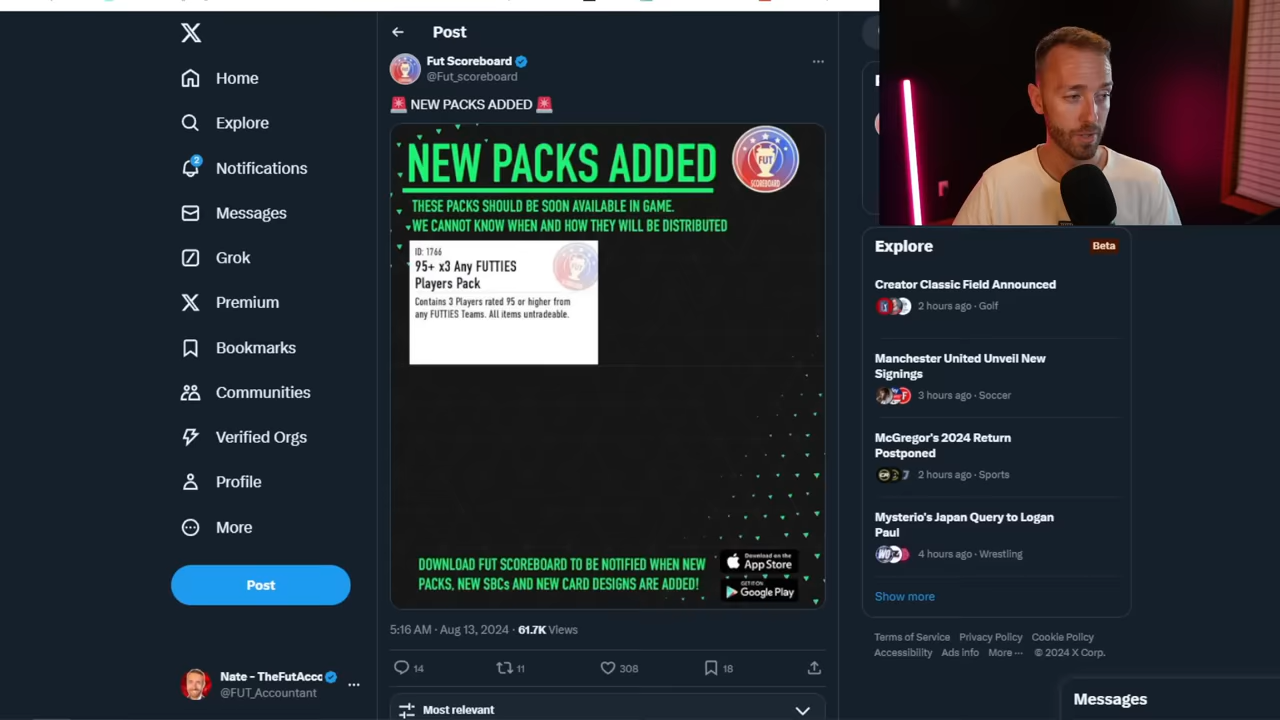 Home
Explore
Notifications
2
Messages
Grok
Premium
Bookmarks
Communities
Verified Orgs
Profile
More
Post
Nate - TheFutAcco
@FUT_Accountant
Post
Fut Scoreboard
@Fut_scoreboard
🚨 NEW PACKS ADDED 🚨
NEW PACKS ADDED
FUT
SCOREBOARD
THESE PACKS SHOULD BE SOON AVAILABLE IN GAME.
WE CANNOT KNOW WHEN AND HOW THEY WILL BE DISTRIBUTED
ID: 1766
95+ x3 Any FUTTIES
Players Pack
Contains 3 Players rated 95 or higher from
any FUTTIES Teams. All items untradeable.
DOWNLOAD FUT SCOREBOARD TO BE NOTIFIED WHEN NEW
PACKS, NEW SBCs AND NEW CARD DESIGNS ARE ADDED!
Download on the
App Store
GET IT ON
Google Play
5:16 AM · Aug 13, 2024 · 61.7K Views
14 11 308 18
Most relevant
Explore Beta
Creator Classic Field Announced
2 hours ago · Golf
Manchester United Unveil New
Signings
3 hours ago · Soccer
McGregor's 2024 Return
Postponed
2 hours ago · Sports
Mysterio's Japan Query to Logan
Paul
4 hours ago · Wrestling
Show more
Terms of Service Privacy Policy Cookie Policy
Accessibility Ads info More ··· © 2024 X Corp.
Messages